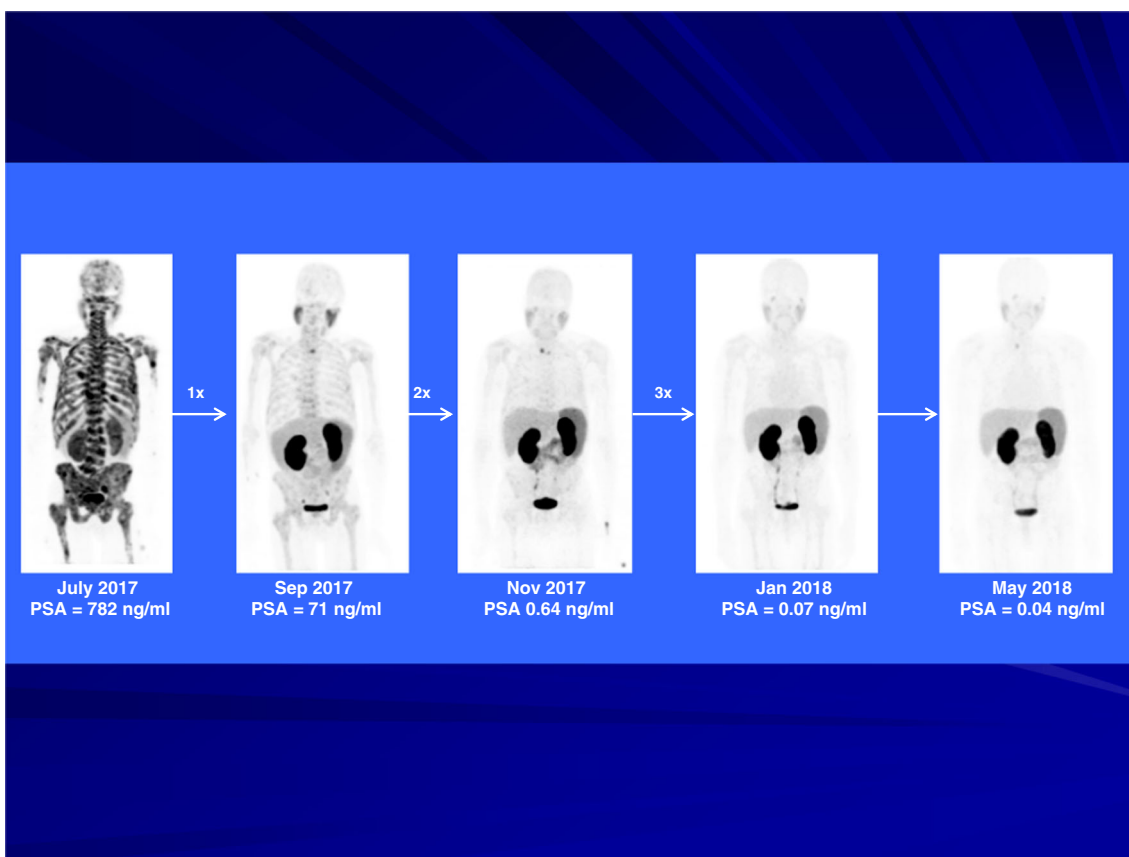 1x
2x
3x
July 2017
PSA = 782 ng/ml
Sep 2017
PSA = 71 ng/ml
Nov 2017
PSA 0.64 ng/ml
Jan 2018
PSA = 0.07 ng/ml
May 2018
PSA = 0.04 ng/ml